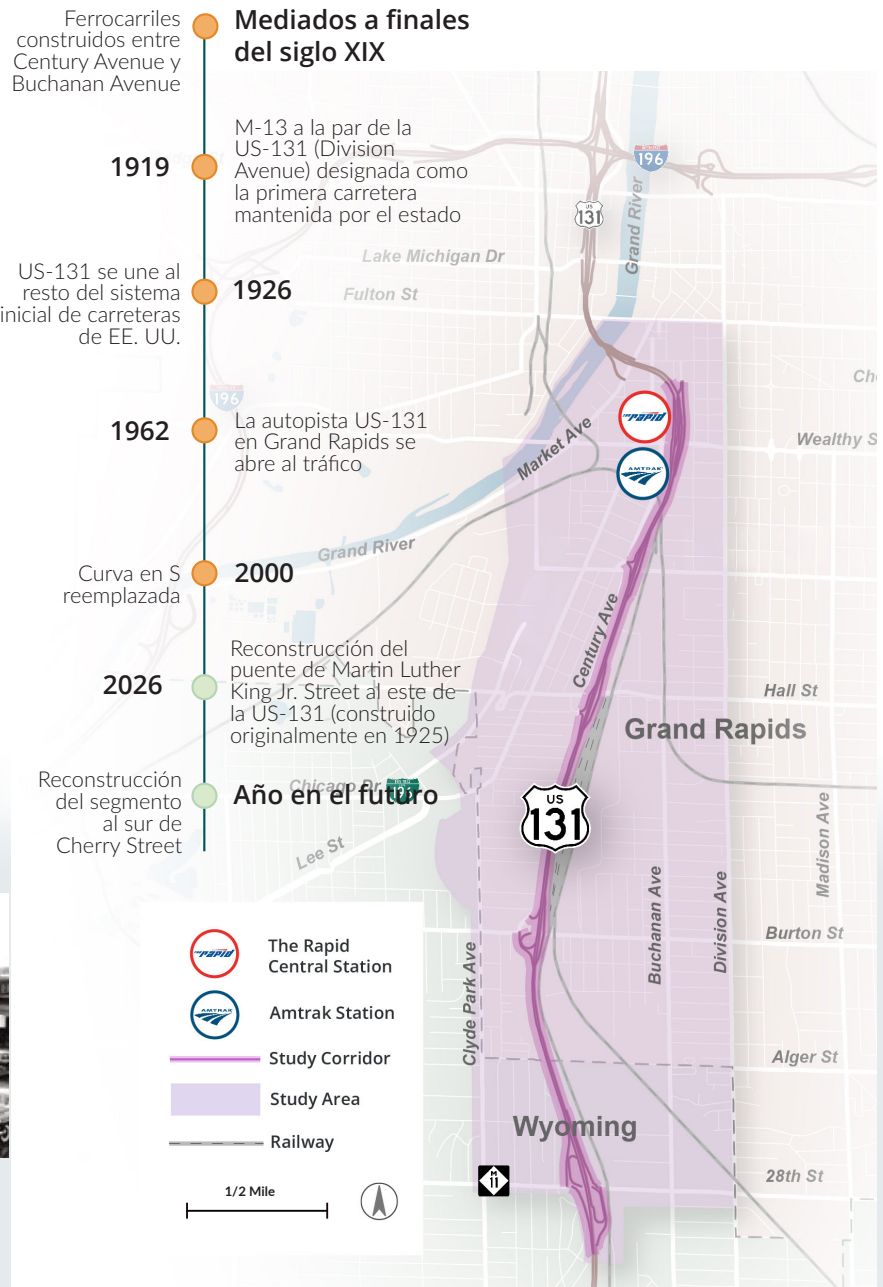 Ferrocarriles
construidos entre
Century Avenue y
Buchanan Avenue
Mediados a finales
del siglo XIX
1919
M-13 a la par de la
US-131 (Division
Avenue) designada como
la primera carretera
mantenida por el estado
US-131 se une al
resto del sistema
inicial de carreteras
de EE. UU.
1926
1962
La autopista US-131
en Grand Rapids se
abre al tráfico
Curva en S
reemplazada
2000
2026
Reconstrucción del
puente de Martin Luther
King Jr. Street al este de
la US-131 (construido
originalmente en 1925)
Reconstrucción
del segmento
al sur de
Cherry Street
Año en el futuro
196
US
131
Grand River
Lake Michigan Dr
Fulton St
196
THE rapid
AMTRAK
Market Ave
Wealthy S
Grand River
Century Ave
Hall St
Grand Rapids
Chicago Dr
196
Lee St
US
131
Madison Ave
Buchanan Ave
Division Ave
Burton St
Clyde Park Ave
Alger St
Wyoming
M
11
28th St
THE rapid
The Rapid
Central Station
AMTRAK
Amtrak Station
Study Corridor
Study Area
Railway
1/2 Mile